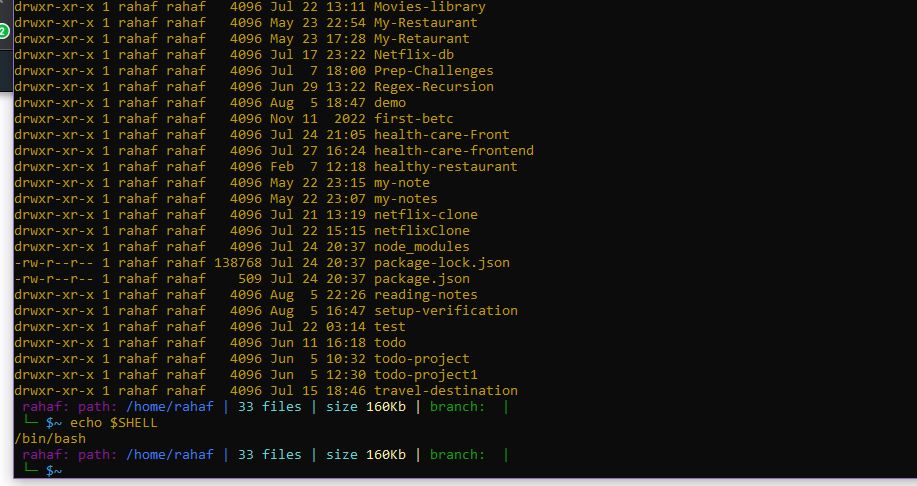 drwxr-xr-x 1 rahaf rahaf   4096 Jul 22 13:11 Movies-library
drwxr-xr-x 1 rahaf rahaf   4096 May 23 22:54 My-Restaurant
drwxr-xr-x 1 rahaf rahaf   4096 May 23 17:28 My-Retaurant
drwxr-xr-x 1 rahaf rahaf   4096 Jul 17 23:22 Netflix-db
drwxr-xr-x 1 rahaf rahaf   4096 Jul  7 18:00 Prep-Challenges
drwxr-xr-x 1 rahaf rahaf   4096 Jun 29 13:22 Regex-Recursion
drwxr-xr-x 1 rahaf rahaf   4096 Aug  5 18:47 demo
drwxr-xr-x 1 rahaf rahaf   4096 Nov 11  2022 first-betc
drwxr-xr-x 1 rahaf rahaf   4096 Jul 24 21:05 health-care-Front
drwxr-xr-x 1 rahaf rahaf   4096 Jul 27 16:24 health-care-frontend
drwxr-xr-x 1 rahaf rahaf   4096 Feb  7 12:18 healthy-restaurant
drwxr-xr-x 1 rahaf rahaf   4096 May 22 23:15 my-note
drwxr-xr-x 1 rahaf rahaf   4096 May 22 23:07 my-notes
drwxr-xr-x 1 rahaf rahaf   4096 Jul 21 13:19 netflix-clone
drwxr-xr-x 1 rahaf rahaf   4096 Jul 22 15:15 netflixClone
drwxr-xr-x 1 rahaf rahaf   4096 Jul 24 20:37 node_modules
-rw-r--r-- 1 rahaf rahaf 138768 Jul 24 20:37 package-lock.json
-rw-r--r-- 1 rahaf rahaf    509 Jul 24 20:37 package.json
drwxr-xr-x 1 rahaf rahaf   4096 Aug  5 22:26 reading-notes
drwxr-xr-x 1 rahaf rahaf   4096 Aug  5 16:47 setup-verification
drwxr-xr-x 1 rahaf rahaf   4096 Jul 22 03:14 test
drwxr-xr-x 1 rahaf rahaf   4096 Jun 11 16:18 todo
drwxr-xr-x 1 rahaf rahaf   4096 Jun  5 10:32 todo-project
drwxr-xr-x 1 rahaf rahaf   4096 Jun  5 12:30 todo-project1
drwxr-xr-x 1 rahaf rahaf   4096 Jul 15 18:46 travel-destination
rahaf: path: /home/rahaf | 33 files | size 160Kb | branch:  |
└─ $~ echo $SHELL
/bin/bash
rahaf: path: /home/rahaf | 33 files | size 160Kb | branch:  |
└─ $~
2